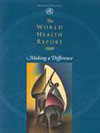 The
WORLD
HEALTH
REPORT
1999
Making a Difference